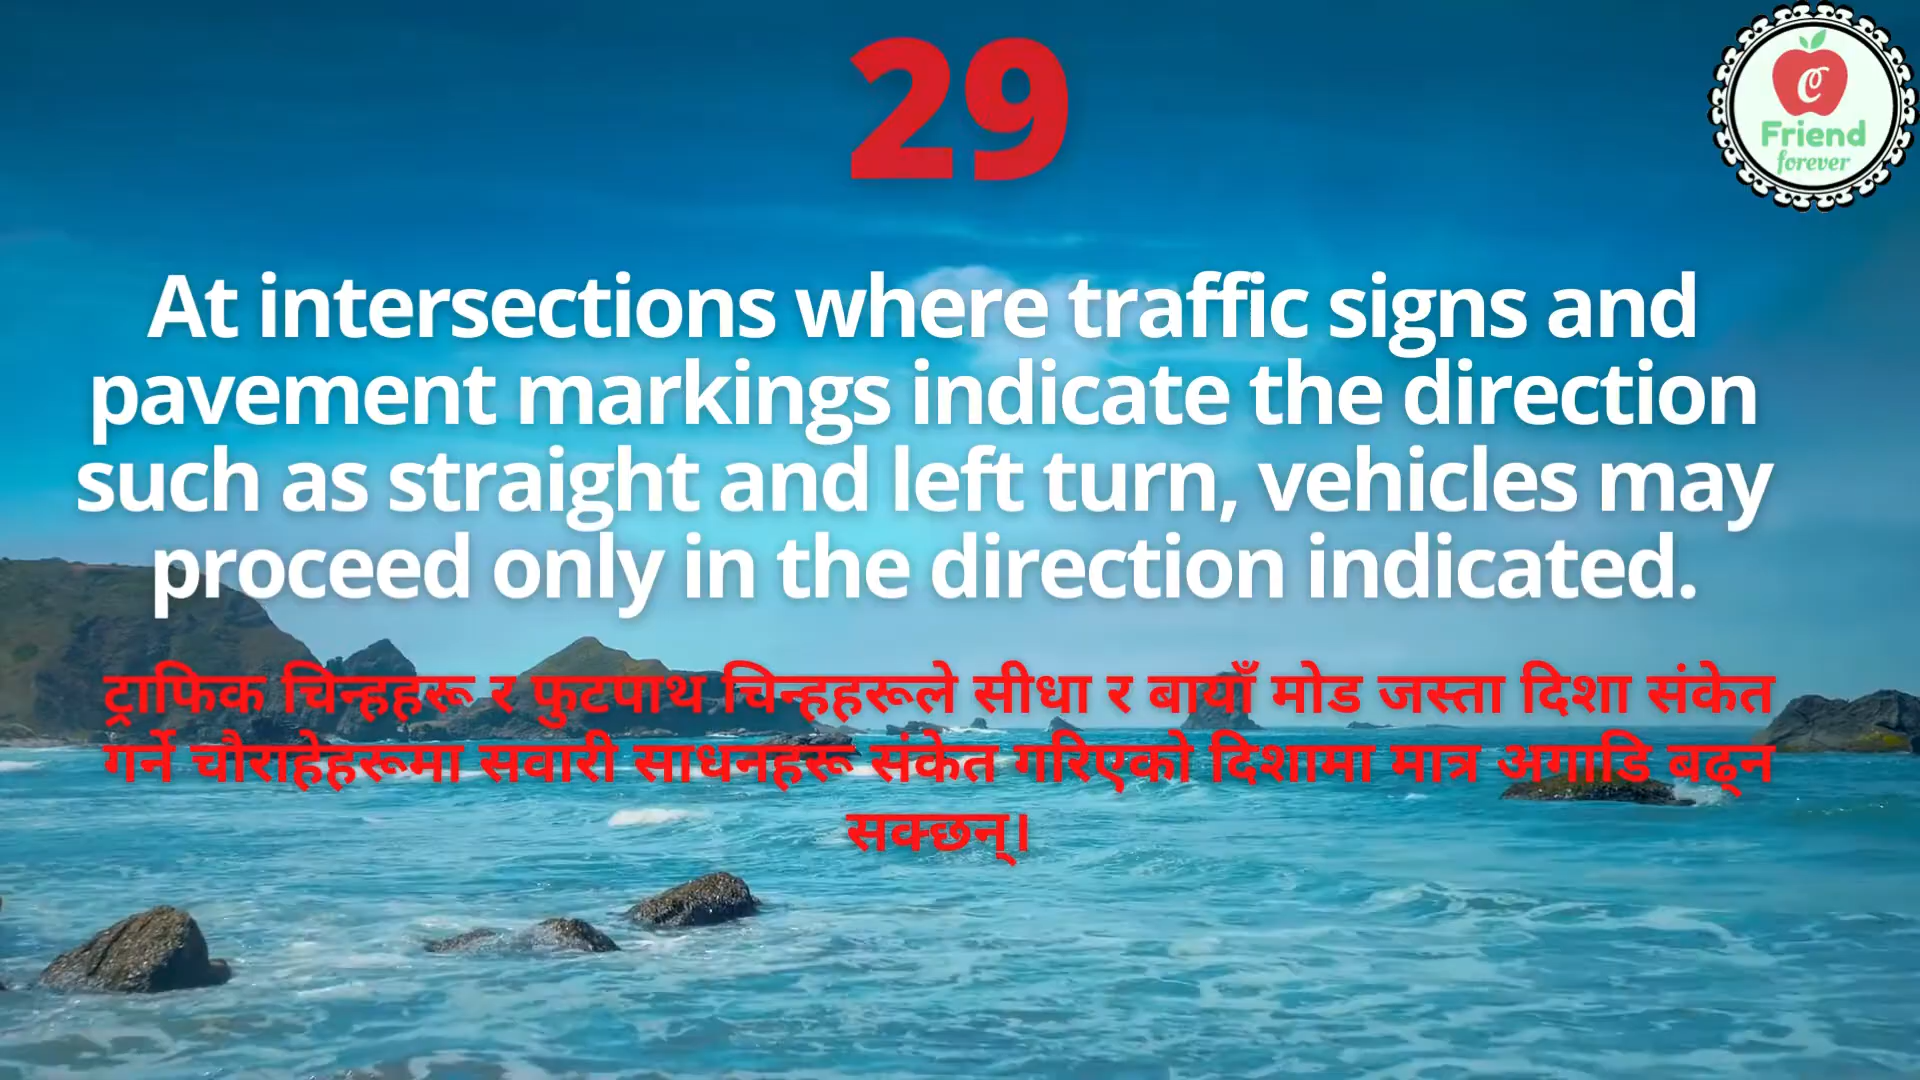 29
C
Friend
forever
At intersections where traffic signs and
pavement markings indicate the direction
such as straight and left turn, vehicles may
proceed only in the direction indicated.
ट्राफिक चिन्हहरू र फुटपाथ चिन्हहरूले सीधा र बायाँ मोड जस्ता दिशा संकेत
गर्ने चौराहेहरूमा सवारी साधनहरू संकेत गरिएको दिशामा मात्र अगाडि बढ्न
सक्छन्।